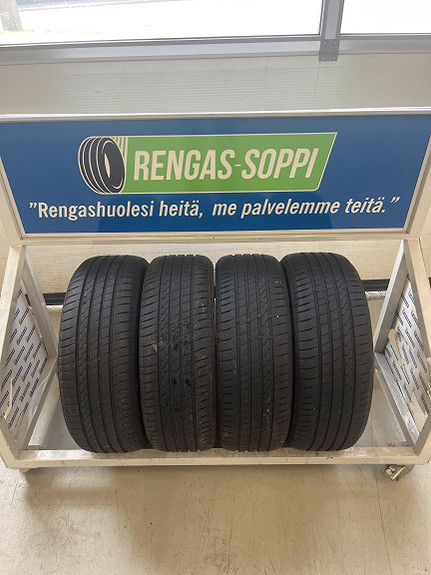 RENGAS-SOPPI
"Rengashuolesi heitä, me palvelemme teitä."